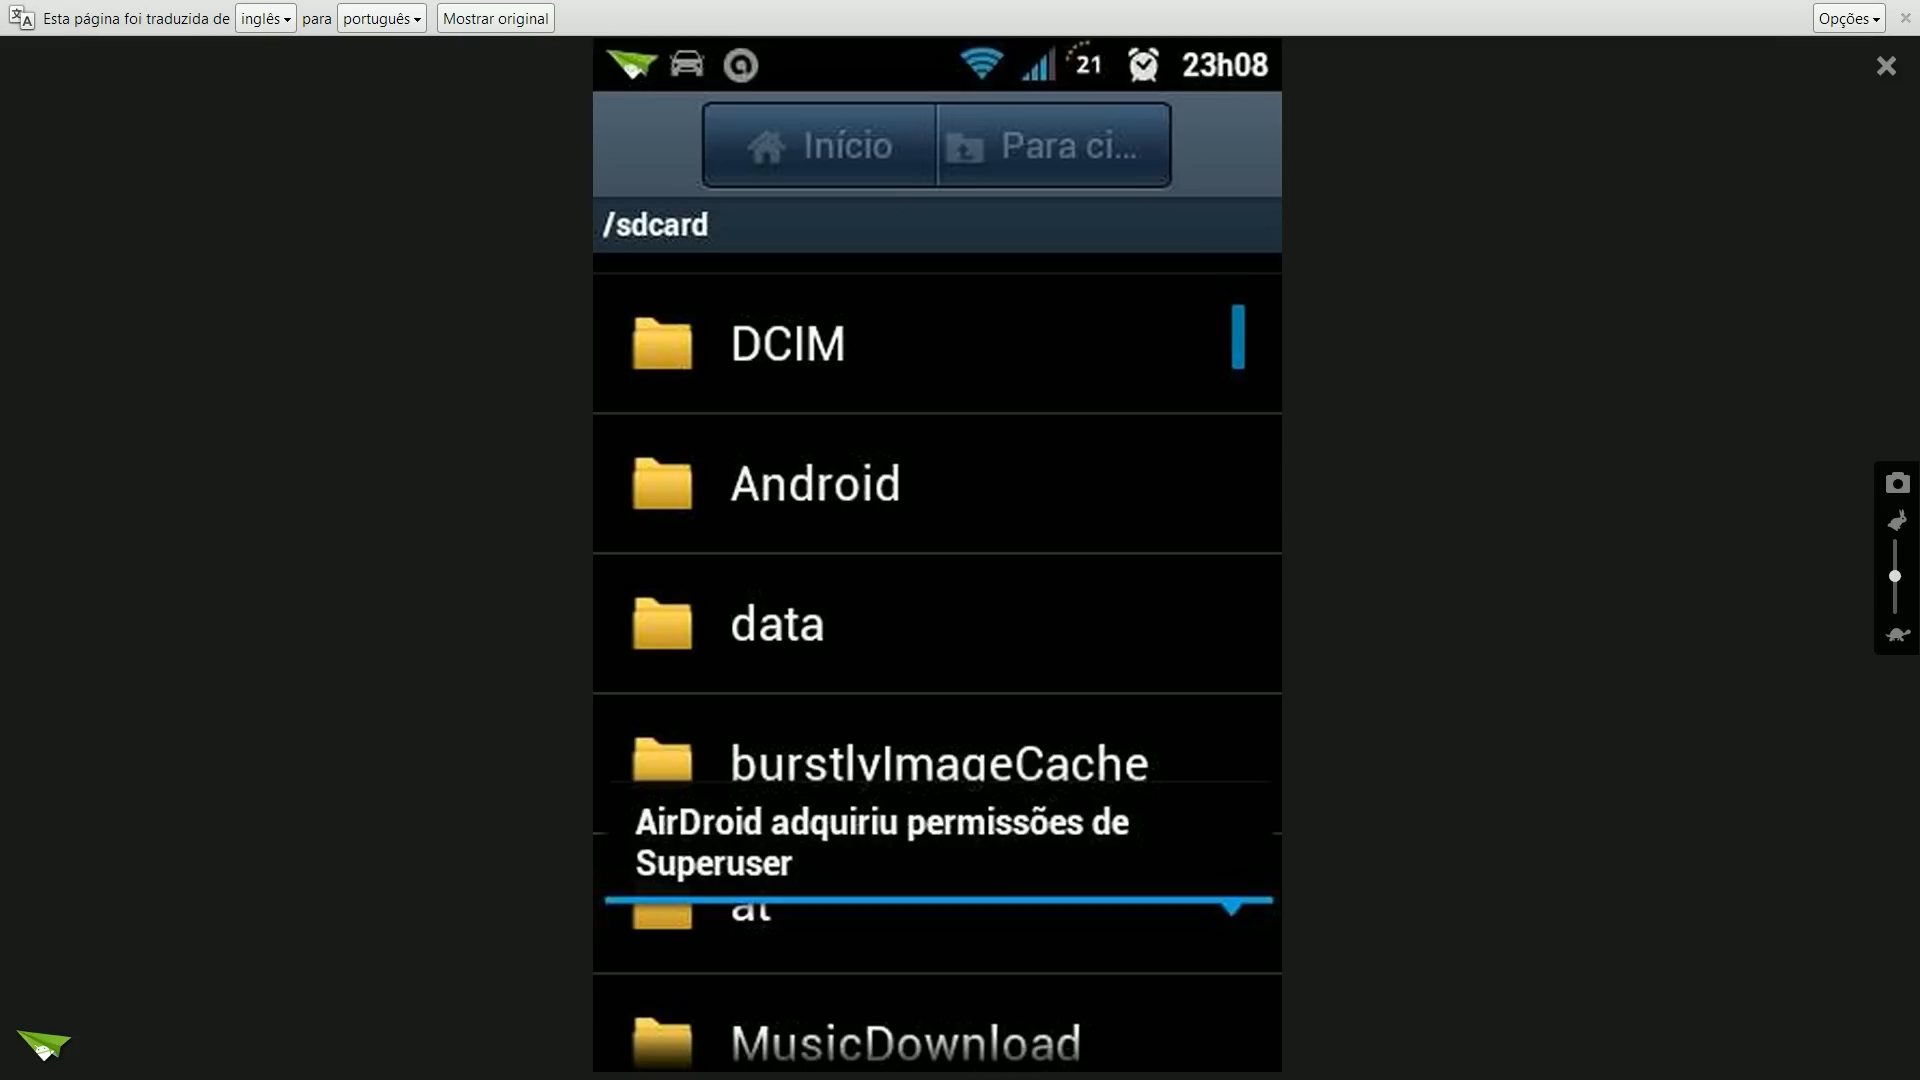 Esta página foi traduzida de inglês para português Mostrar original Opções
21 23h08
Início Para ci...
/sdcard
DCIM
Android
data
burstlyImageCache
AirDroid adquiriu permissões de
Superuser
MusicDownload